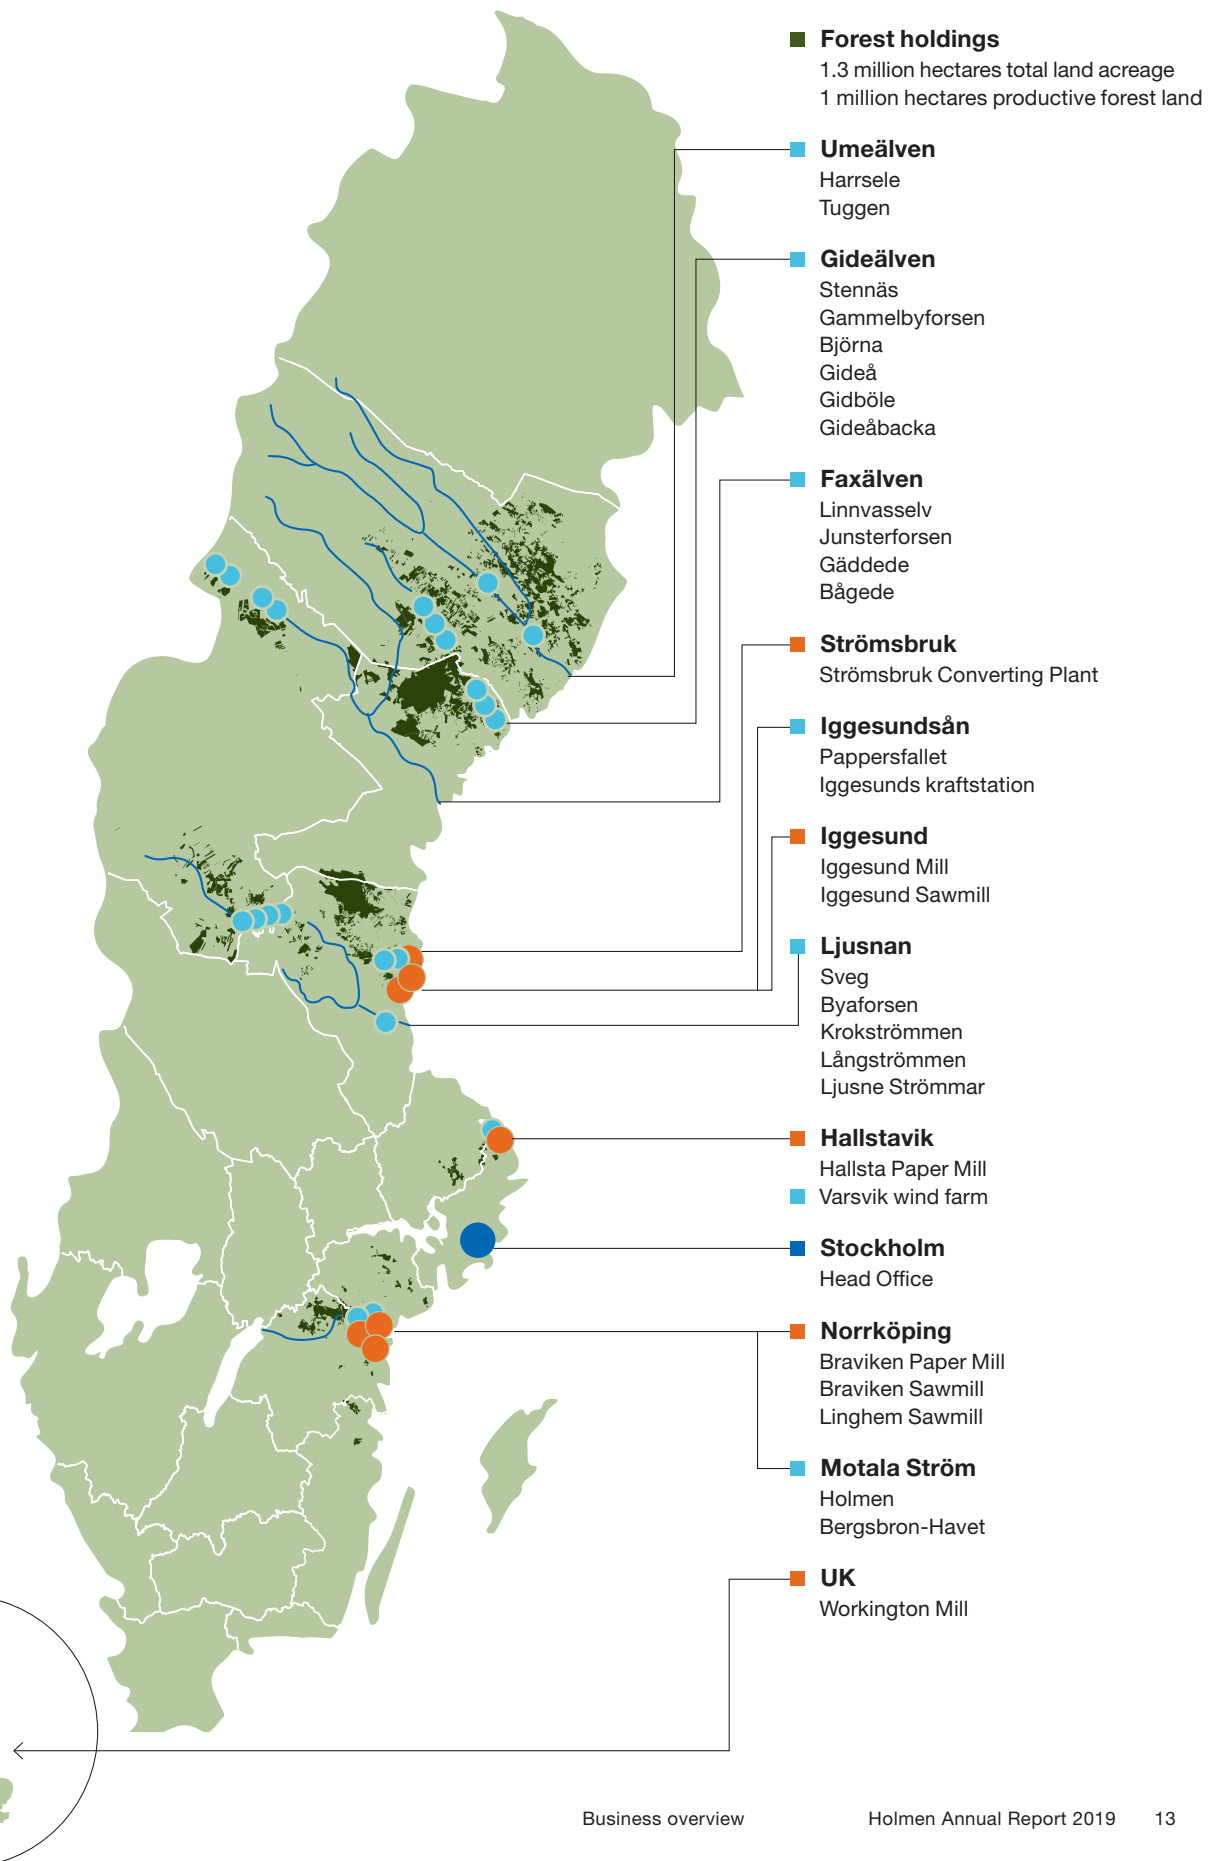 Forest holdings
1.3 million hectares total land acreage
1 million hectares productive forest land
Umeälven
Harrsele
Tuggen
Gideälven
Stennäs
Gammelbyforsen
Björna
Gideå
Gidböle
Gideåbacka
Faxälven
Linnvasselv
Junsterforsen
Gäddede
Bågede
Strömsbruk
Strömsbruk Converting Plant
Iggesundsån
Pappersfallet
Iggesunds kraftstation
Iggesund
Iggesund Mill
Iggesund Sawmill
Ljusnan
Sveg
Byaforsen
Krokströmmen
Långströmmen
Ljusne Strömmar
Hallstavik
Hallsta Paper Mill
Varsvik wind farm
Stockholm
Head Office
Norrköping
Braviken Paper Mill
Braviken Sawmill
Linghem Sawmill
Motala Ström
Holmen
Bergsbron-Havet
UK
Workington Mill
Business overview Holmen Annual Report 2019 13